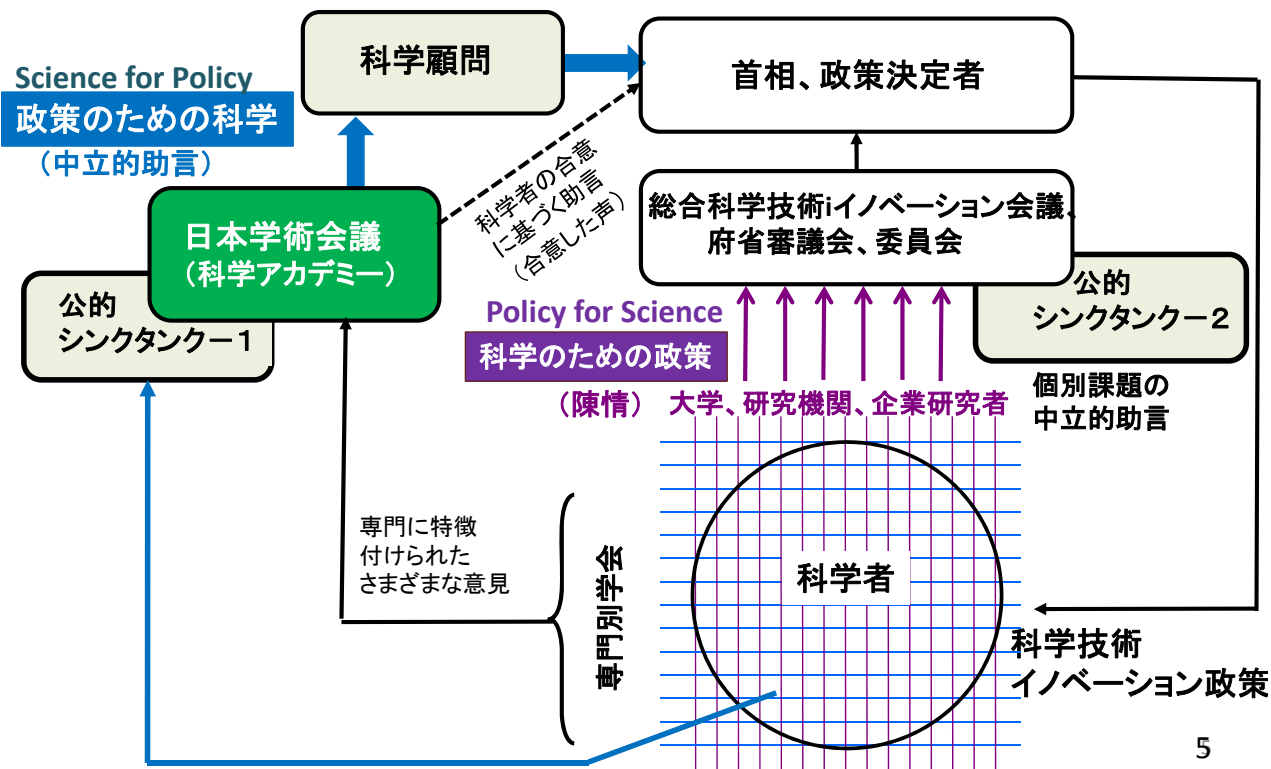 科学顧問
首相、政策決定者
Science for Policy
政策のための科学
（中立的助言）
科学者の合意
に基づく助言
（合意した声）
日本学術会議
（科学アカデミー）
総合科学技術iイノベーション会議、
府省審議会、委員会
公的
シンクタンクー１
公的
シンクタンクー２
Policy for Science
科学のための政策
（陳情）　大学、研究機関、企業研究者
個別課題の
中立的助言
専門に特徴
付けられた
さまざまな意見
専門別学会
科学者
科学技術
イノベーション政策
5